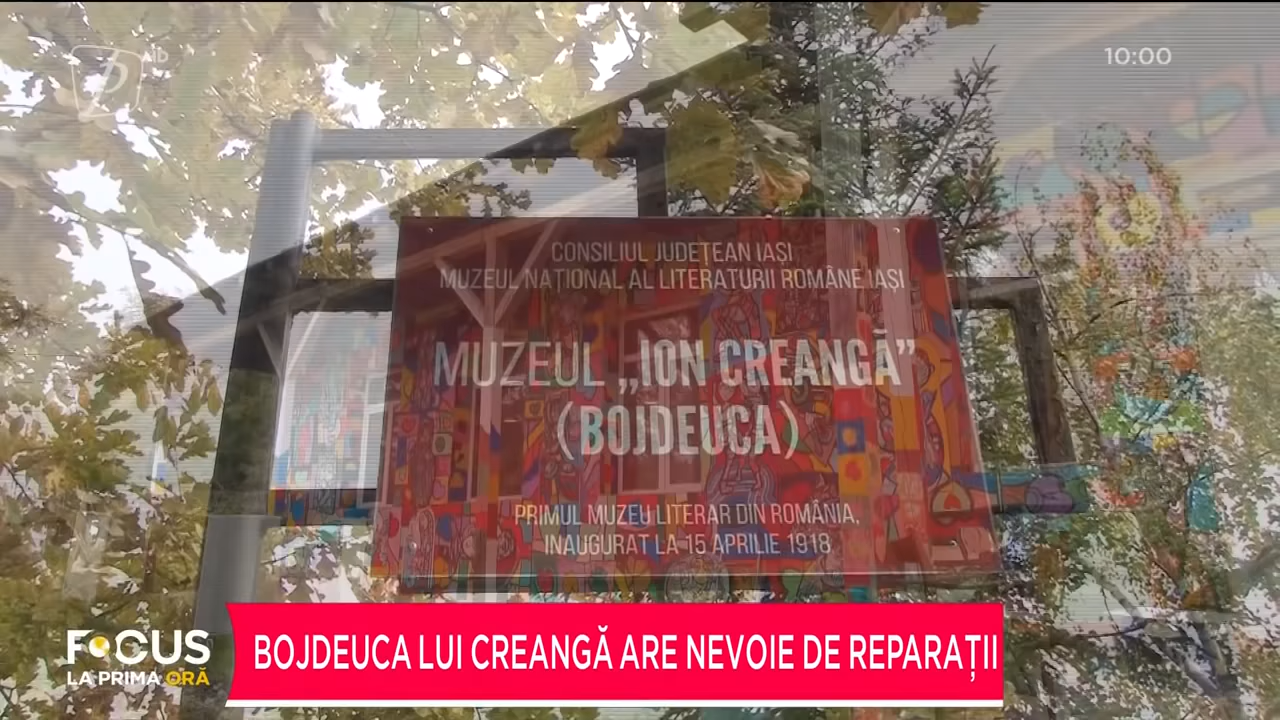 HD
10:00
CONSILIUL JUDEȚEAN IAȘI
MUZEUL NAȚIONAL AL LITERATURII ROMÂNE IAȘI
MUZEUL „ION CREANGĂ”
(BOJDEUCA)
PRIMUL MUZEU LITERAR DIN ROMÂNIA,
INAUGURAT LA 15 APRILIE 1918
FOCUS
LA PRIMA ORĂ
BOJDEUCA LUI CREANGĂ ARE NEVOIE DE REPARAȚII